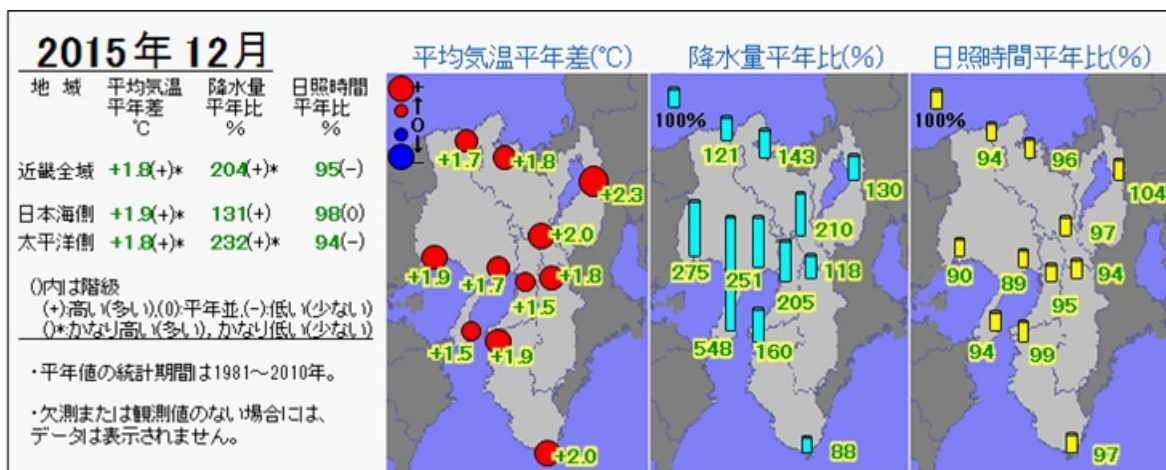 2015年12月
地 域 平均気温 降水量 日照時間
平年差 平年比 平年比
℃ % %
近畿全域 +1.8(+)* 204(+)* 95(-)
日本海側 +1.9(+)* 131(+) 98(0)
太平洋側 +1.8(+)* 232(+)* 94(-)
()内は階級
(+):高い(多い),(0):平年並,(-):低い(少ない)
()*:かなり高い(多い), かなり低い(少ない)
・平年値の統計期間は1981～2010年。
・欠測または観測値のない場合には、
データは表示されません。
平均気温平年差(℃)
+
↑
0
↓
-
+1.7
+1.8
+2.3
+2.0
+1.9
+1.7
+1.8
+1.5
+1.5
+1.9
+2.0
降水量平年比(%)
100%
121
143
130
210
275
251
118
205
548
160
88
日照時間平年比(%)
100%
94
96
104
97
90
89
94
95
94
99
97